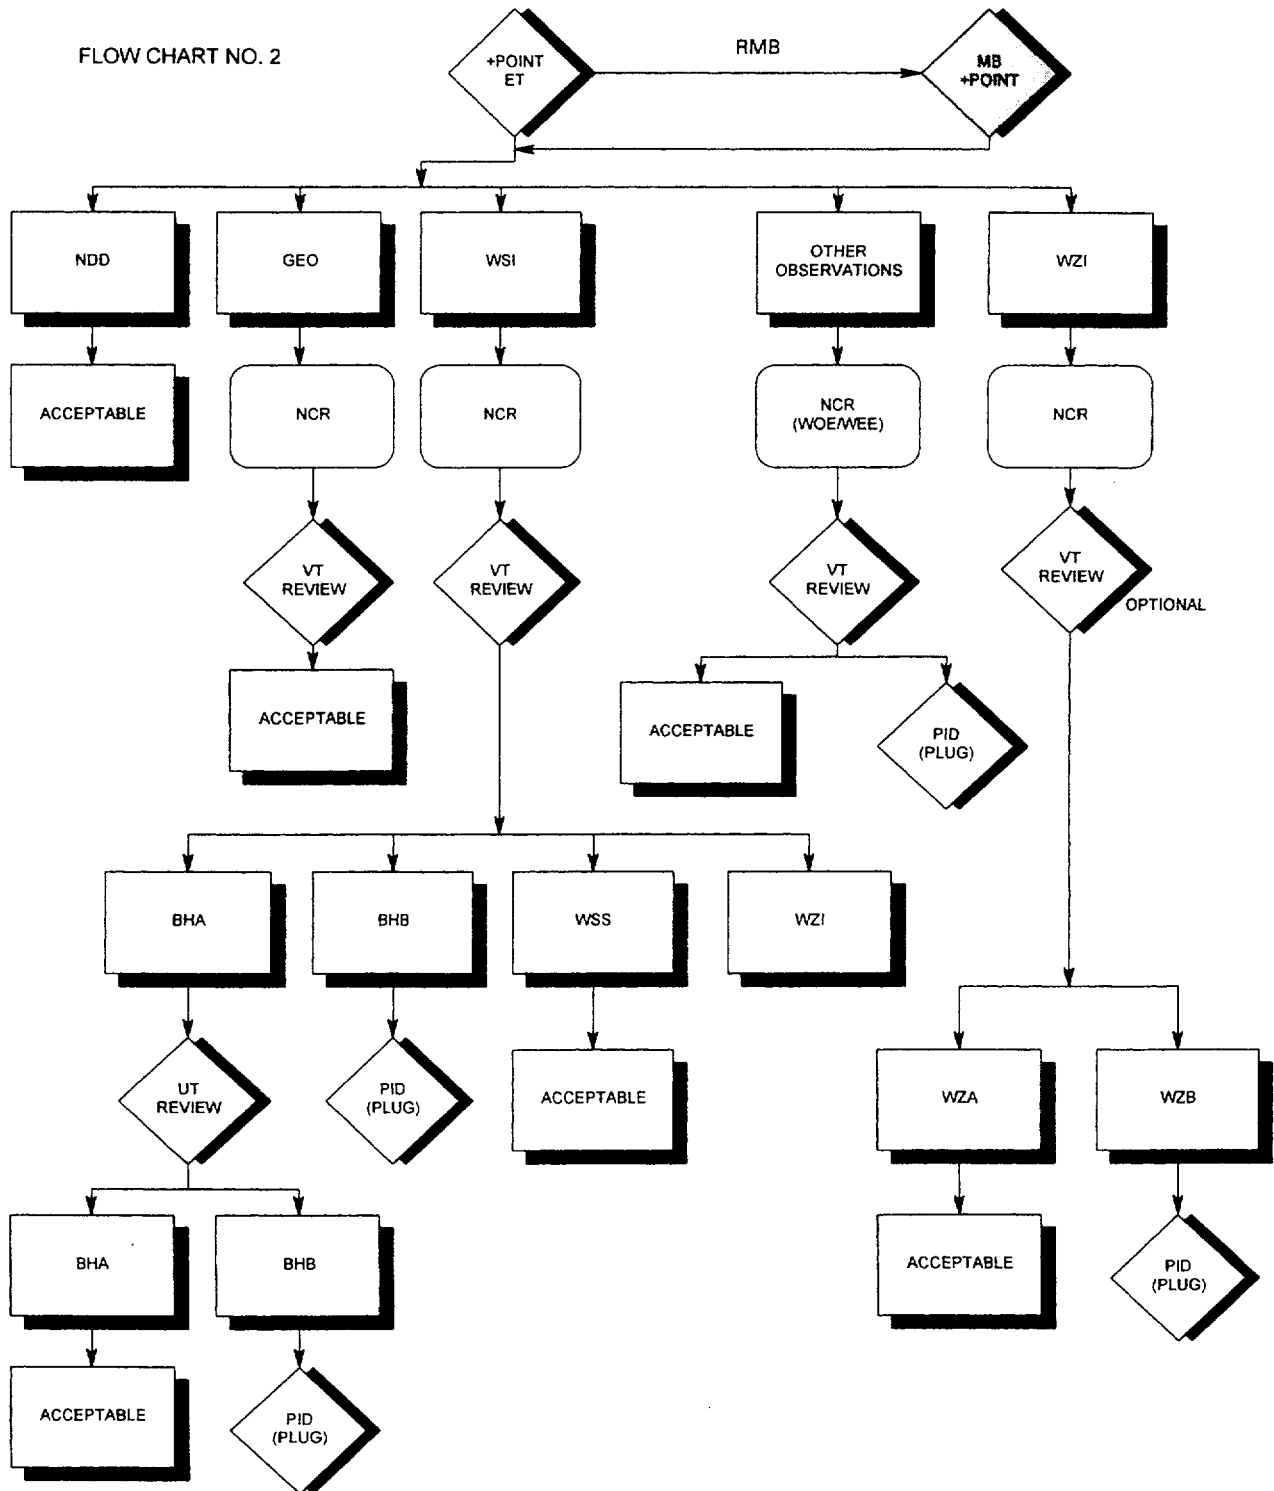 FLOW CHART NO. 2
+POINT
ET
RMB
MB
+POINT
NDD
GEO
WSI
OTHER
OBSERVATIONS
WZI
ACCEPTABLE
NCR
NCR
NCR
(WOE/WEE)
NCR
VT
REVIEW
VT
REVIEW
VT
REVIEW
VT
REVIEW
OPTIONAL
ACCEPTABLE
ACCEPTABLE
PID
(PLUG)
BHA
BHB
WSS
WZI
UT
REVIEW
PID
(PLUG)
ACCEPTABLE
WZA
WZB
BHA
BHB
ACCEPTABLE
PID
(PLUG)
ACCEPTABLE
PID
(PLUG)